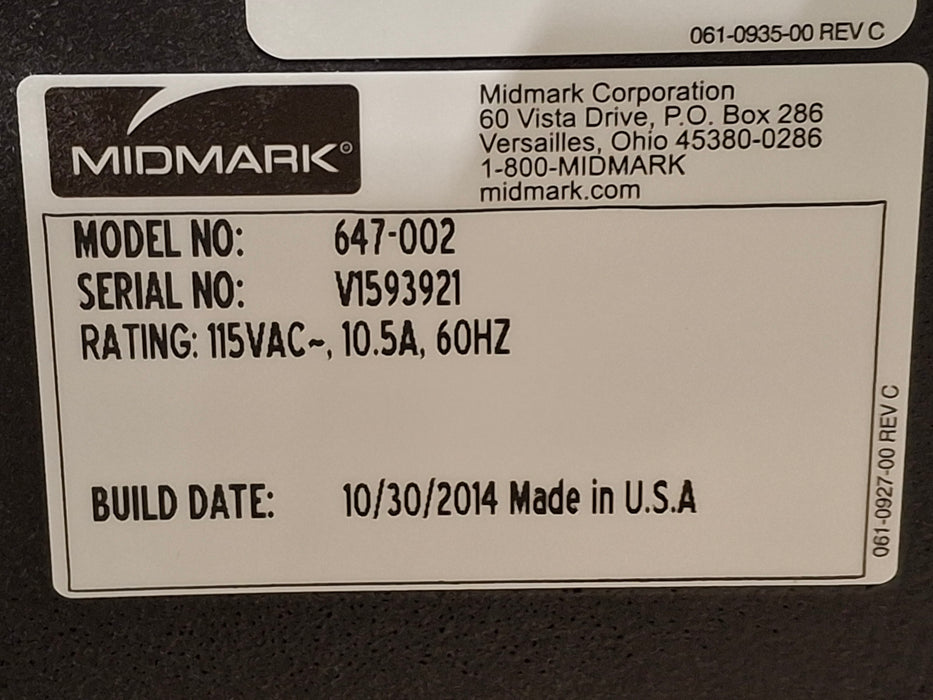 061-0935-00 REV C
MIDMARK®
Midmark Corporation
60 Vista Drive, P.O. Box 286
Versailles, Ohio 45380-0286
1-800-MIDMARK
midmark.com
MODEL NO: 647-002
SERIAL NO: V1593921
RATING: 115VAC~, 10.5A, 60HZ
BUILD DATE: 10/30/2014 Made in U.S.A
061-0927-00 REV C